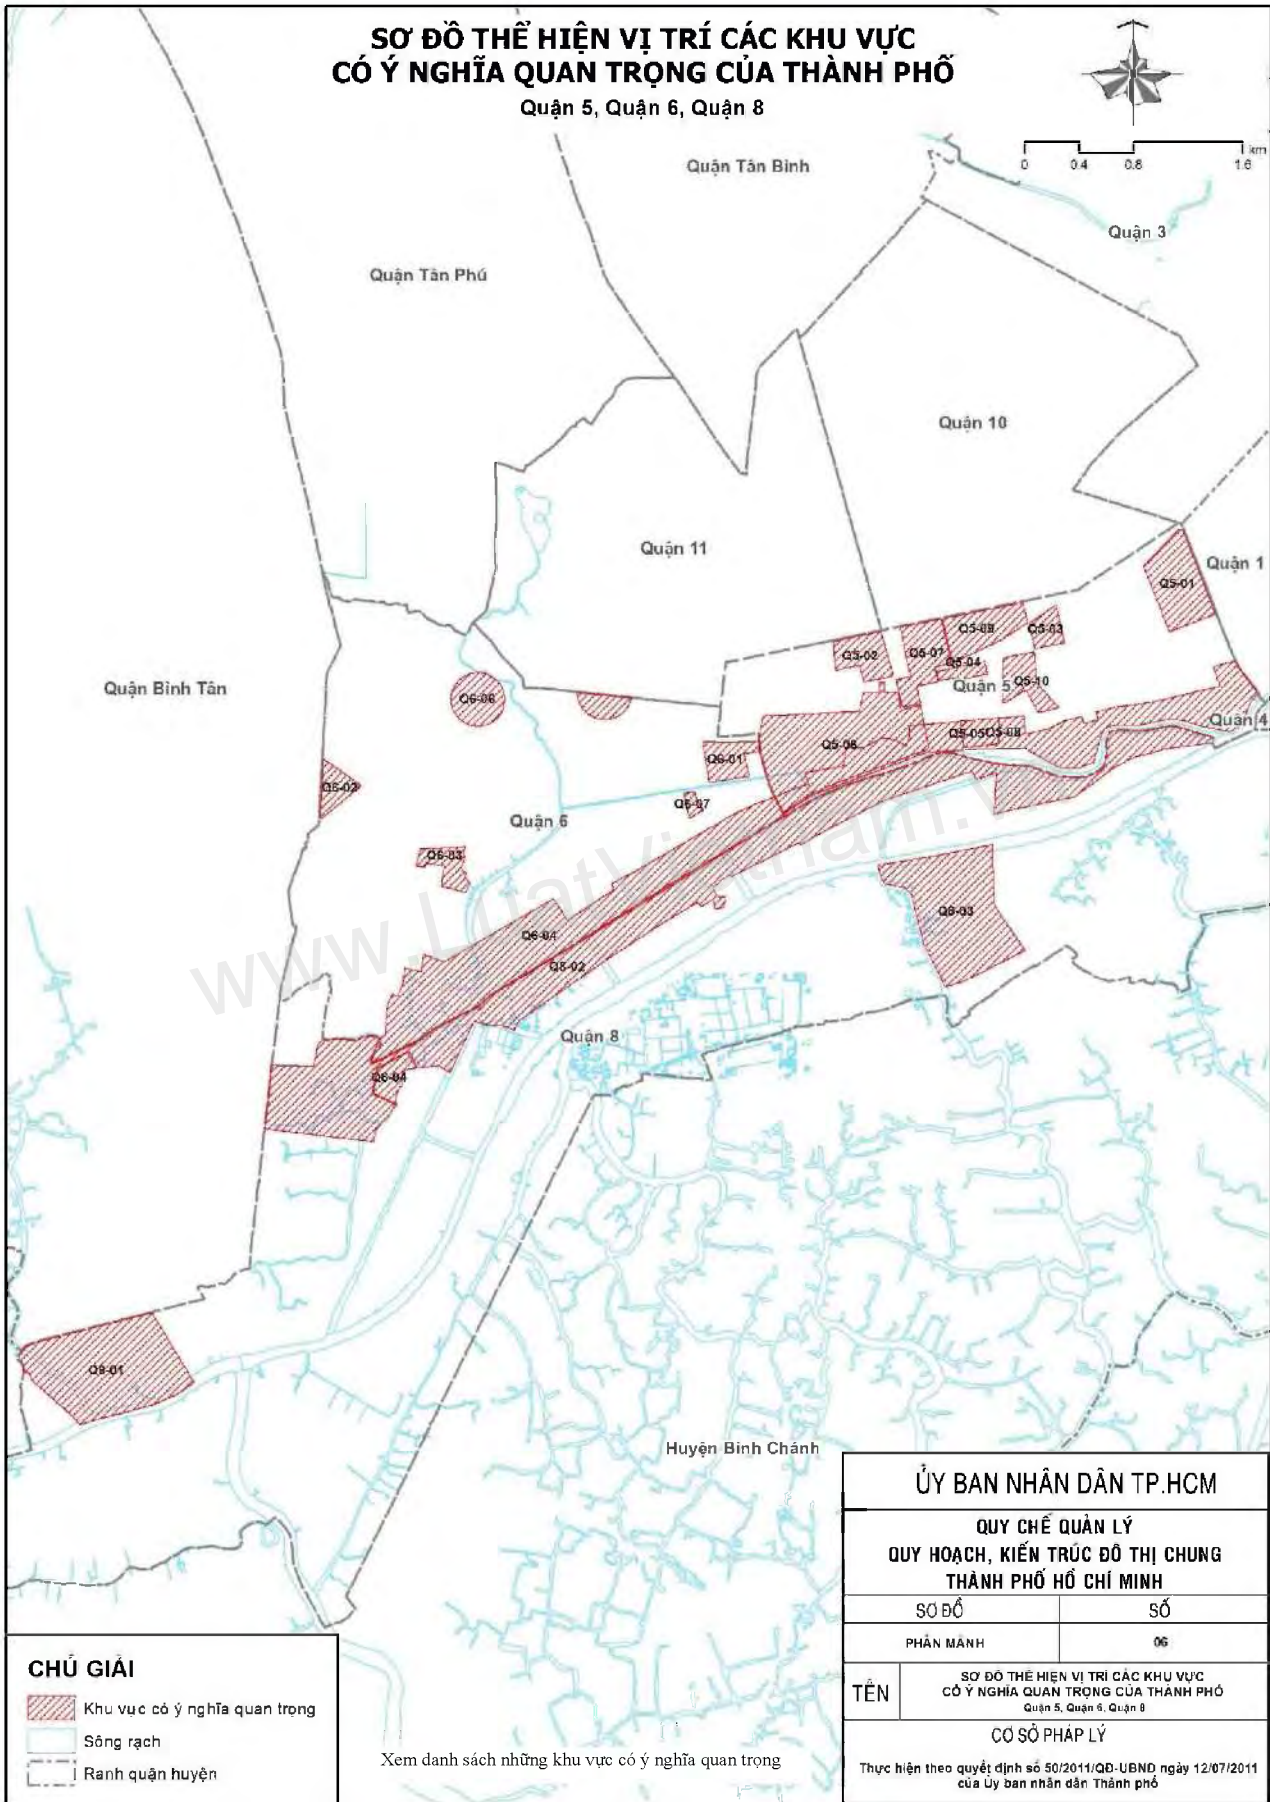 SƠ ĐỒ THỂ HIỆN VỊ TRÍ CÁC KHU VỰC
CÓ Ý NGHĨA QUAN TRỌNG CỦA THÀNH PHỐ
Quận 5, Quận 6, Quận 8
km
0 0.4 0.8 1.6
Quận Tân Bình
Quận 3
Quận Tân Phú
Quận 10
Quận 11
Quận 1
Q5-01
Q5-09
Q5-03
Q5-02
Q5-07
Q5-04
Quận 5
Q5-10
Quận Bình Tân
Q6-06
Quận 4
Q5-05
Q5-08
Q5-06
Q6-01
Q6-02
Q6-07
Quận 6
Q6-03
www.LuatVietnam.v
Q8-03
Q6-04
Q8-02
Quận 8
Q6-04
Q8-01
Huyện Bình Chánh
ỦY BAN NHÂN DÂN TP.HCM
QUY CHẾ QUẢN LÝ
QUY HOẠCH, KIẾN TRÚC ĐÔ THỊ CHUNG
THÀNH PHỐ HỒ CHÍ MINH
SƠ ĐỒ SỐ
PHÂN MẢNH 06
TÊN
SƠ ĐỒ THỂ HIỆN VỊ TRÍ CÁC KHU VỰC
CÓ Ý NGHĨA QUAN TRỌNG CỦA THÀNH PHỐ
Quận 5, Quận 6, Quận 8
CƠ SỞ PHÁP LÝ
Thực hiện theo quyết định số 50/2011/QĐ-UBND ngày 12/07/2011
của Ủy ban nhân dân Thành phố
CHÚ GIẢI
Khu vực có ý nghĩa quan trọng
Sông rạch
Ranh quận huyện
Xem danh sách những khu vực có ý nghĩa quan trọng